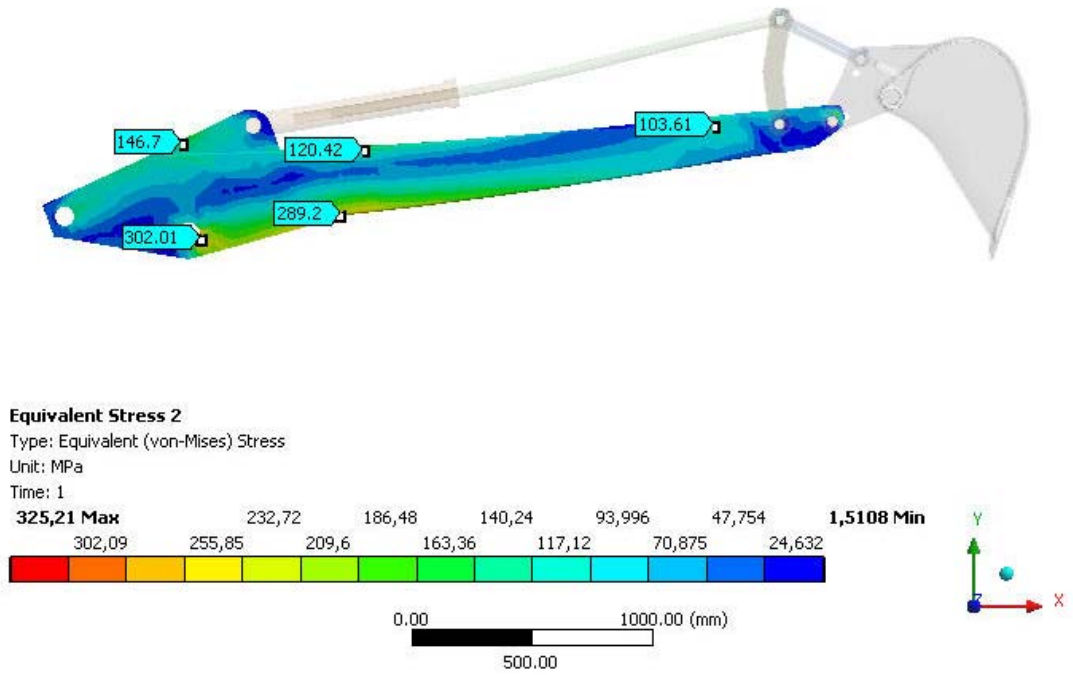 146.7
120.42
103.61
289.2
302.01
Equivalent Stress 2
Type: Equivalent (von-Mises) Stress
Unit: MPa
Time: 1
325,21 Max 232,72 186,48 140,24 93,996 47,754 1,5108 Min
302,09 255,85 209,6 163,36 117,12 70,875 24,632
0.00 1000.00 (mm)
500.00
Y
Z X